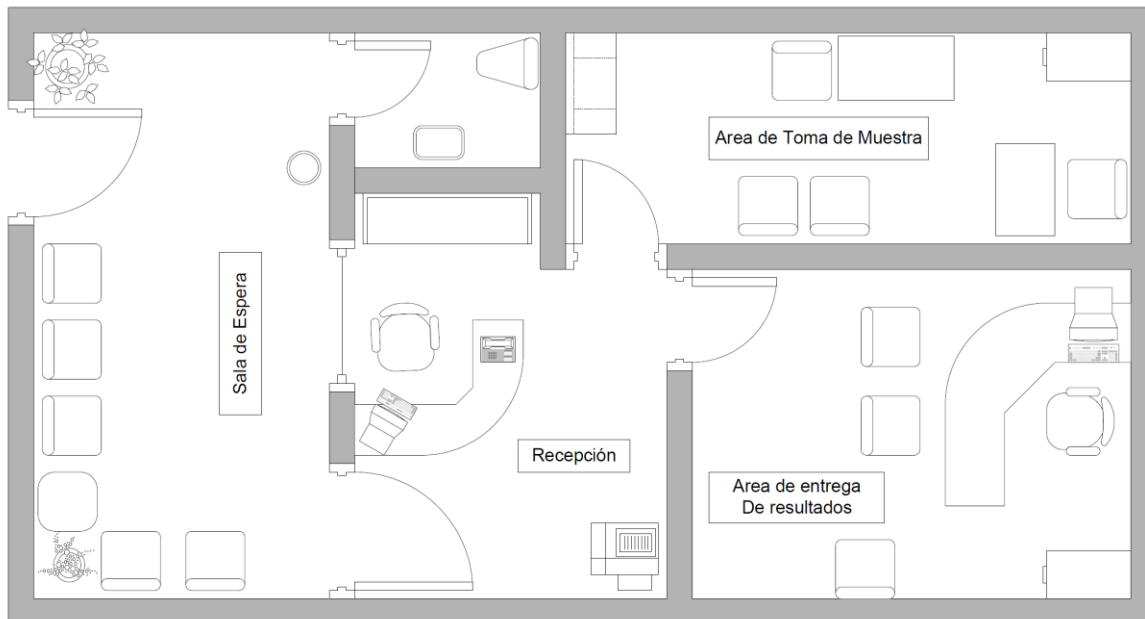 Area de Toma de Muestra
Sala de Espera
Recepción
Area de entrega
De resultados